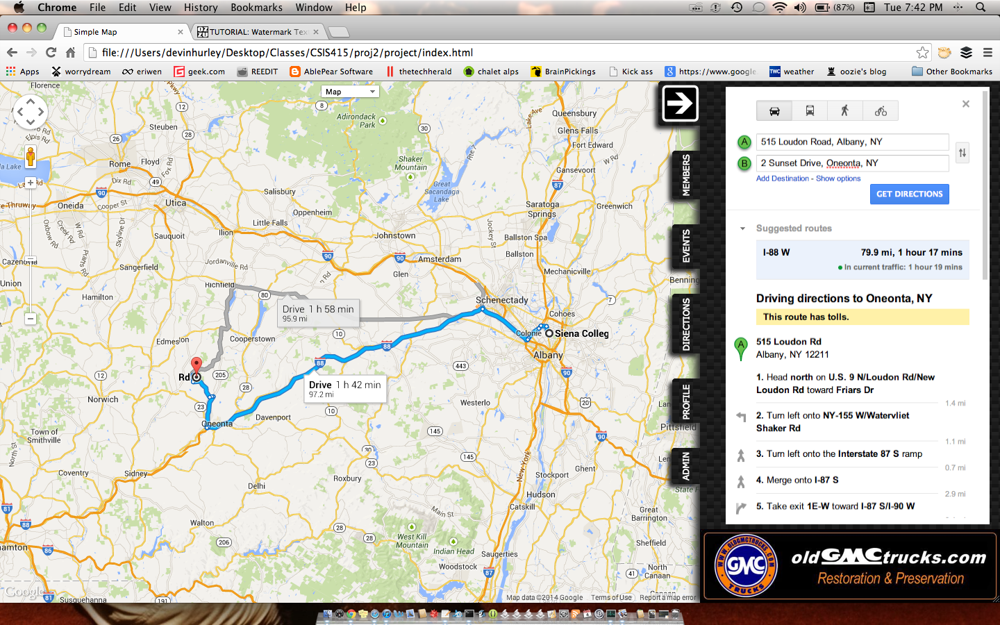 Chrome File Edit View History Bookmarks Window Help (87%) Tue 7:42 PM
Simple Map
TUTORIAL: Watermark Tex
file:///Users/devinhurley/Desktop/Classes/CSIS415/proj2/project/index.html
Apps worrydream eriwen geek.com REEDIT AblePear Software thetechherald chalet alps BrainPickings Kick ass https://www.google. weather oozie's blog Other Bookmarks
Map
Florence
Steuben
Rome
Floyd
Utica
Oneida
Salisbury
Oppenheim
Little Falls
Ilion
Sauquoit
Johnstown
Amsterdam
Glen
Adirondack
Park
Shaker
Mountain
Great
Sacandaga
Lake
Queensbury
Glens Falls
Fort Edward
Gansevoort
Saratoga
Springs
Greenwich
Ballston Spa
Ballston
Mechanicville
Sangerfield
Jordanville Rd
Richfield
Hamilton
Drive 1 h 58 min
95.9 mi
Schenectady
Cohoes
Colonie
Siena Colleg
Albany
Cooperstown
Edmeston
Rd
Norwich
Drive 1 h 42 min
97.2 mi
Oneonta
Davenport
Westerlo
Town of
Smithville
Coventry
Sidney
Delhi
Roxbury
Walton
Stockport
Ghent
Hudson
Catskill
Pittsfield
Great
Barrington
Sheffield
North
Canaan
West Kill
Mountain
Indian Head
Woodstock
Saugerties
Main St
New York
Susquehanna
Google
Map data ©2014 Google Terms of Use Report a map error
MEMBERS
EVENTS
DIRECTIONS
PROFILE
ADMIN
A 515 Loudon Road, Albany, NY
B 2 Sunset Drive, Oneonta, NY
Add Destination - Show options
GET DIRECTIONS
Suggested routes
I-88 W 79.9 mi, 1 hour 17 mins
In current traffic: 1 hour 19 mins
Driving directions to Oneonta, NY
This route has tolls.
A 515 Loudon Rd
Albany, NY 12211
1. Head north on U.S. 9 N/Loudon Rd/New
Loudon Rd toward Friars Dr
1.4 mi
2. Turn left onto NY-155 W/Watervliet
Shaker Rd
1.1 mi
3. Turn left onto the Interstate 87 S ramp
0.7 mi
4. Merge onto I-87 S
2.9 mi
5. Take exit 1E-W toward I-87 S/I-90 W
WWW.OLDGMCTRUCKS.COM
GMC
TRUCKS
oldGMCtrucks.com
Restoration & Preservation